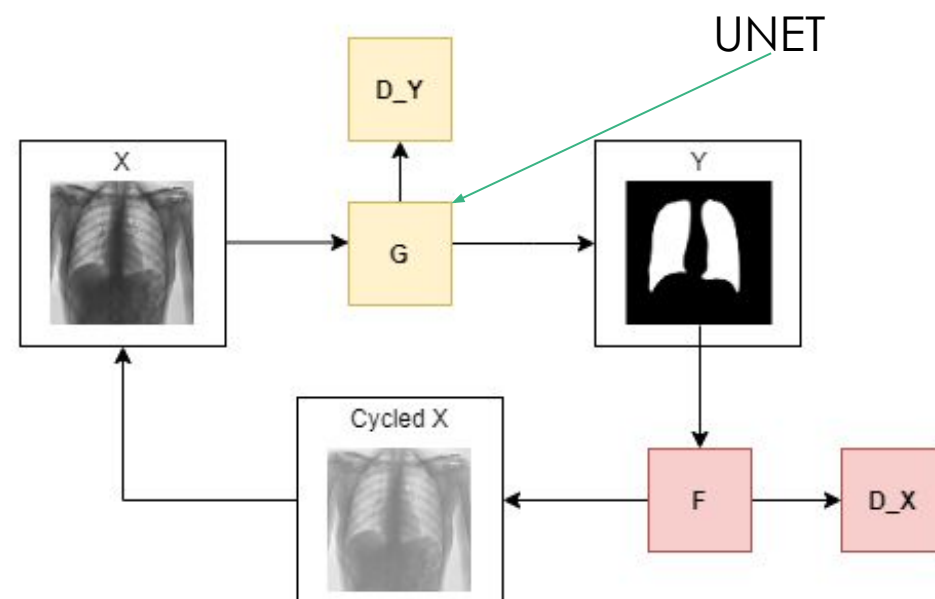 UNET
D_Y
X
Y
G
Cycled X
F
D_X